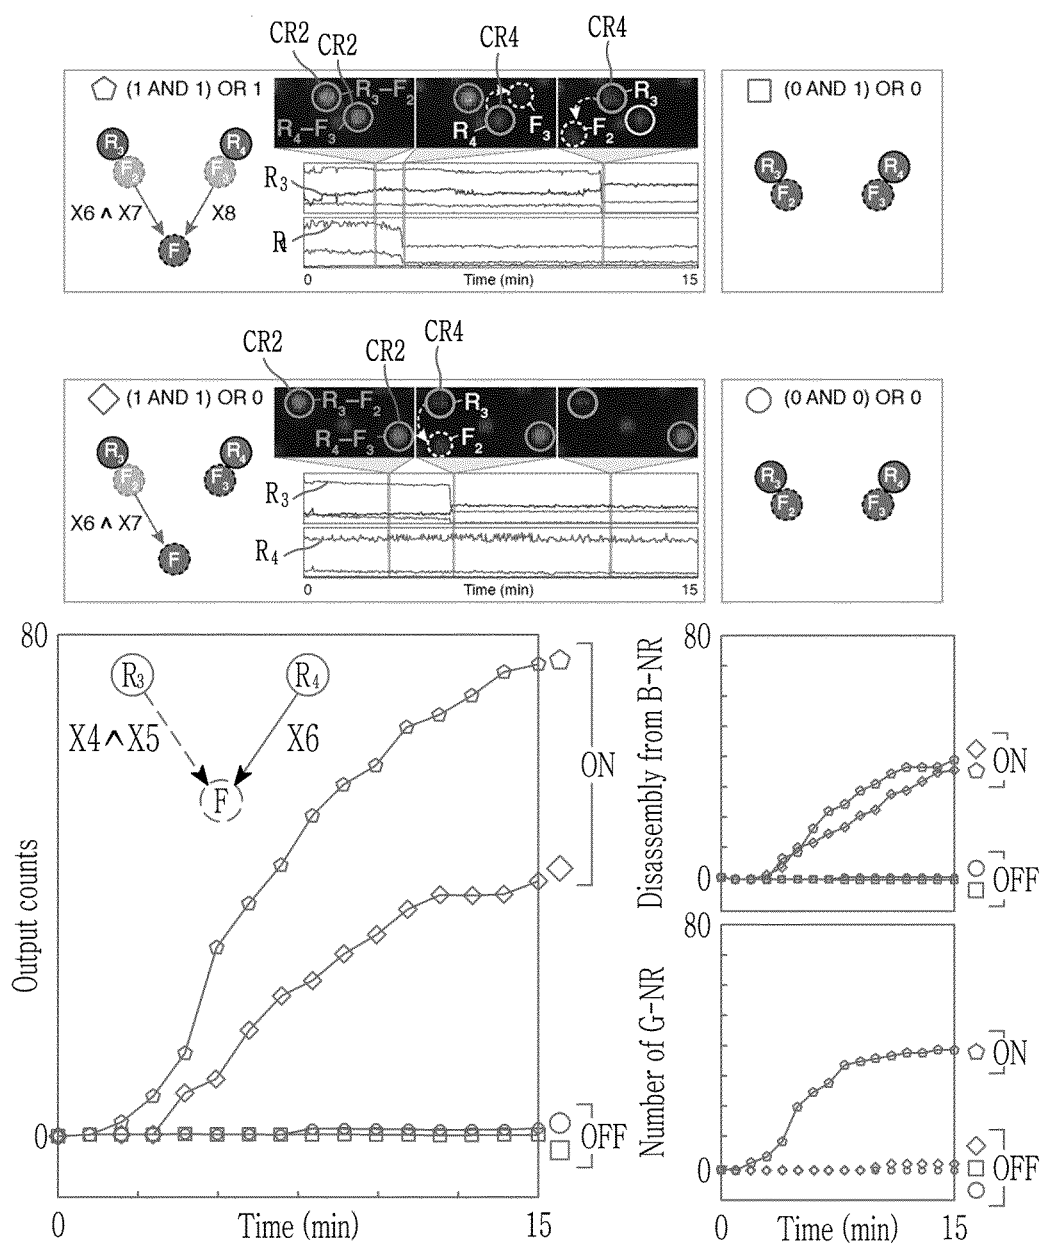 CR2 CR2 CR4 CR4
(1 AND 1) OR 1
R3–F2
R4–F3
R4
F3
R3
F2
(0 AND 1) OR 0
R3
R4
F2
X6 ∧ X7
X8
F
R3
Time (min)
0
15
R3
F2
R4
F3
CR2 CR2 CR4
(1 AND 1) OR 0
R3–F2
R4–F3
R3
F2
(0 AND 0) OR 0
R3
R4
F3
X6 ∧ X7
F
R3
R4
0
Time (min)
15
R3
F2
R4
F3
80
R3
R4
X4∧X5
X6
F
ON
OFF
Output counts
0
0
Time (min)
15
80
Disassembly from B-NR
0
ON
OFF
80
Number of G-NR
0
ON
OFF
0
Time (min)
15